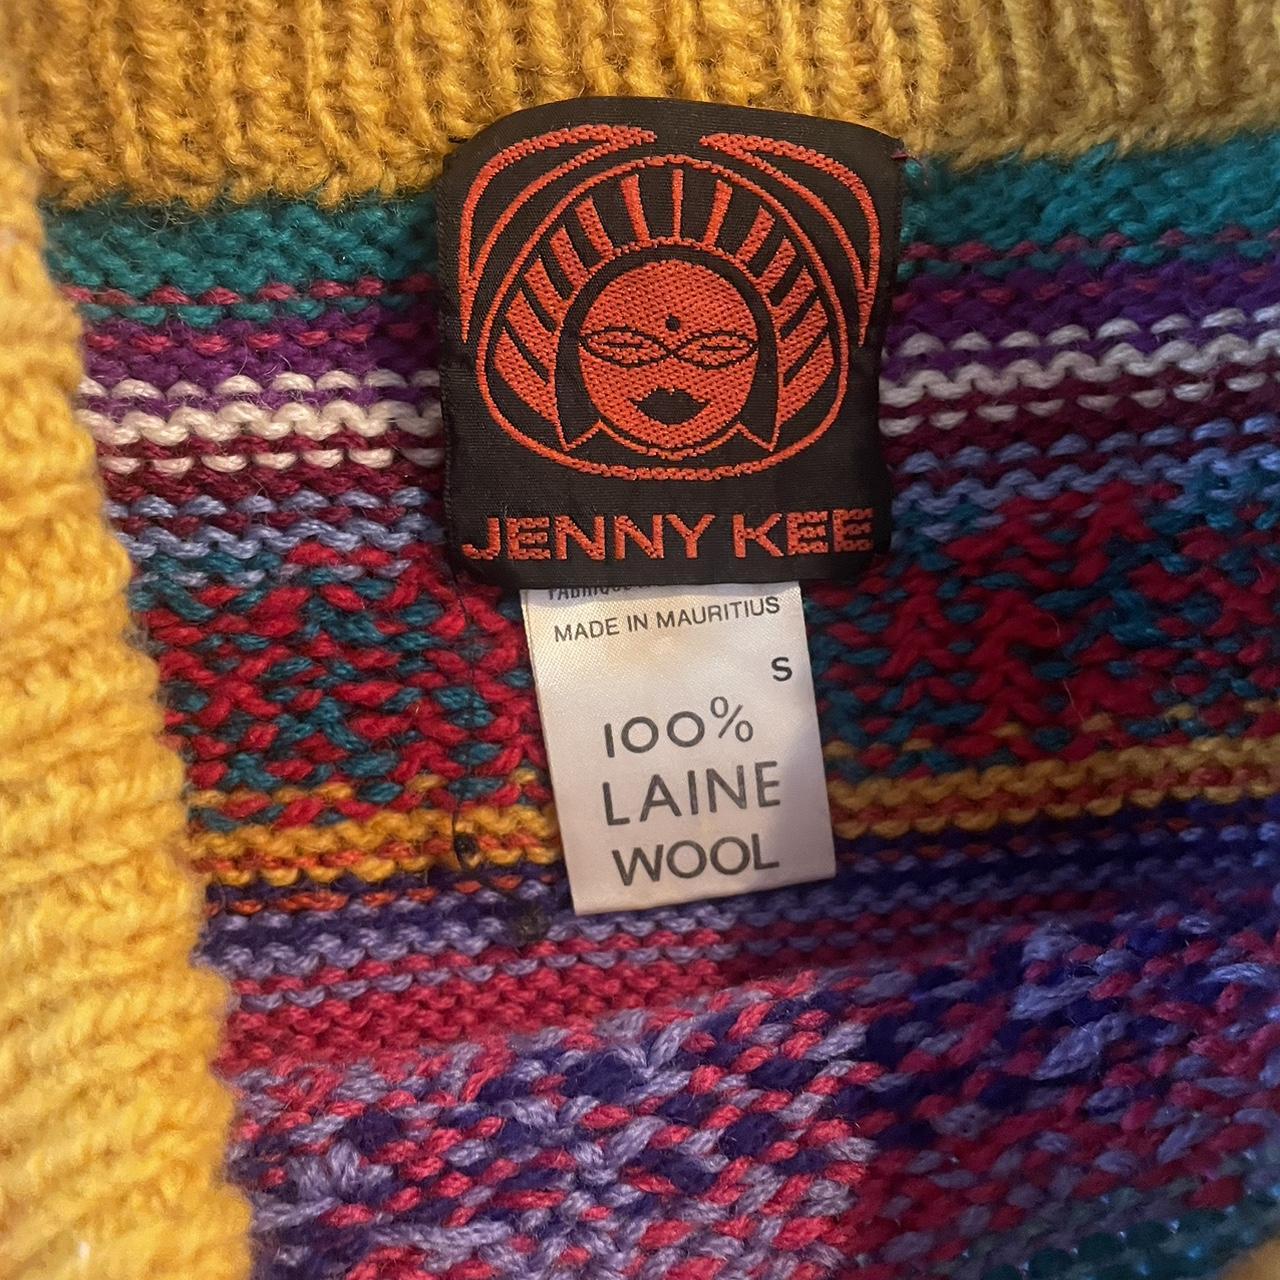 JENNY KEE
MADE IN MAURITIUS
S
100%
LAINE
WOOL